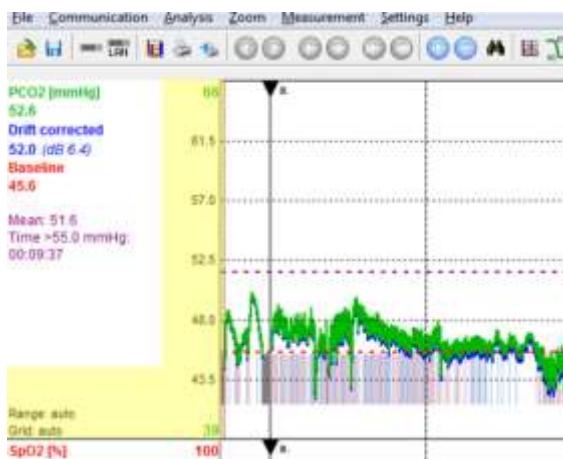 File Communication Analysis Zoom Measurement Settings Help
LAN
PCO2 [mmHg]
52.6
Drift corrected
52.0 (dB 6.4)
Baseline
45.6
Mean: 51.6
Time >55.0 mmHg:
00:09:37
Range: auto
Grid: auto
66
61.5
57.0
52.5
48.0
43.5
39
SpO2 [%] 100